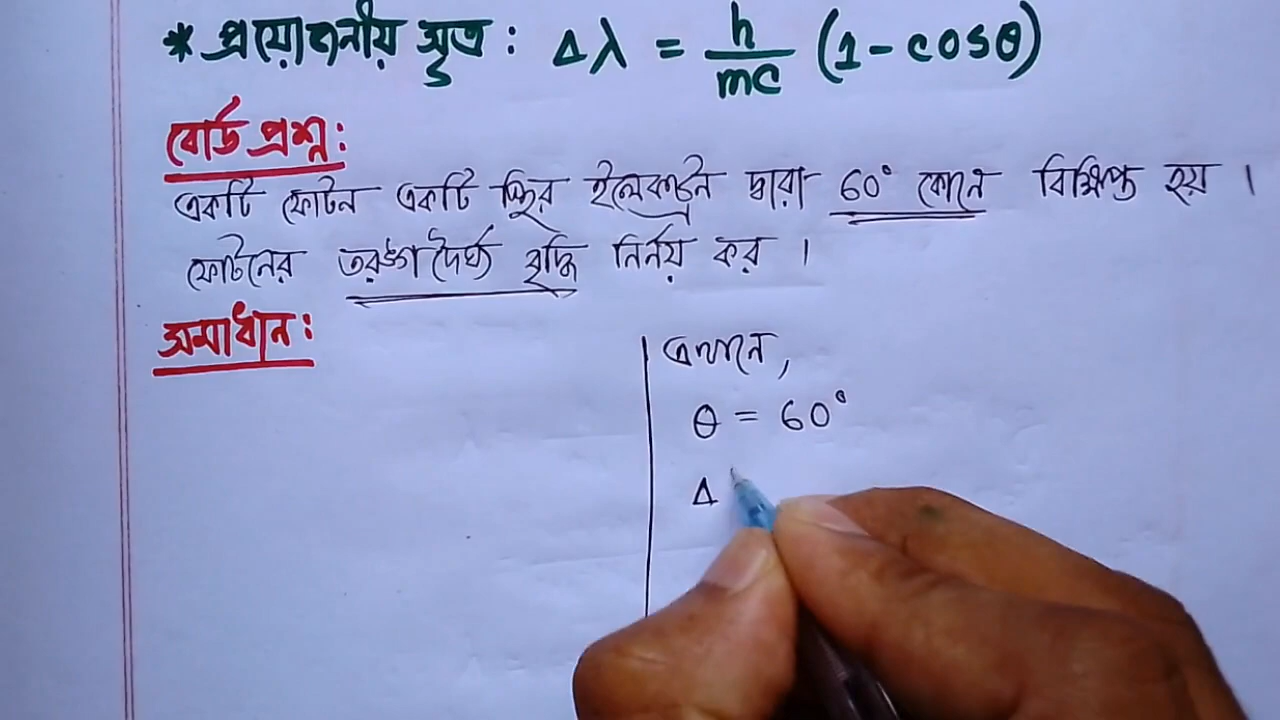 * প্রয়োজনীয় সূত্র : Δλ = h/mc (1 - cosθ)
বোর্ড প্রশ্ন:
একটি ফোটন একটি স্থির ইলেকট্রন দ্বারা 60° কোনে বিক্ষিপ্ত হয় ।
ফোটনের তরঙ্গদৈর্ঘ্য বৃদ্ধি নির্নয় কর ।
সমাধান:
এখানে,
θ = 60°
Δ